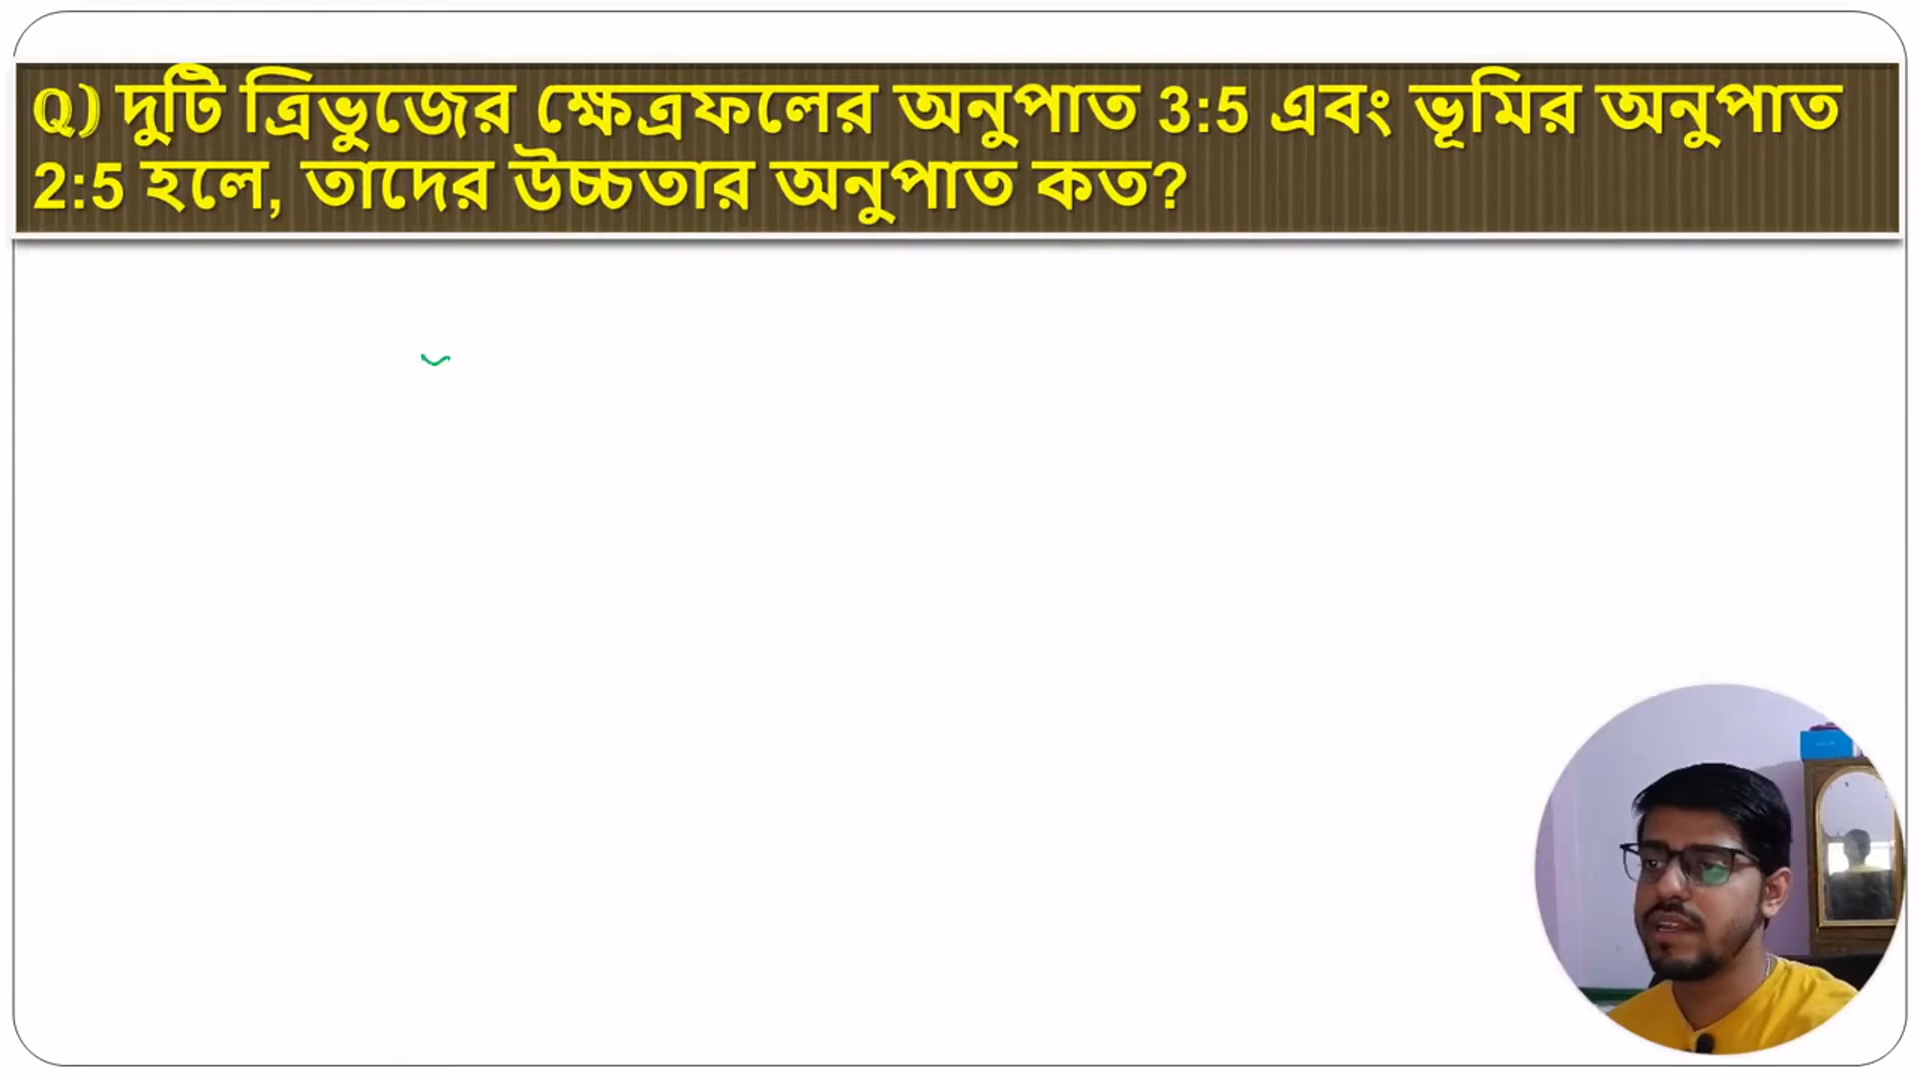 Q) দুটি ত্রিভুজের ক্ষেত্রফলের অনুপাত 3:5 এবং ভূমির অনুপাত
2:5 হলে, তাদের উচ্চতার অনুপাত কত?